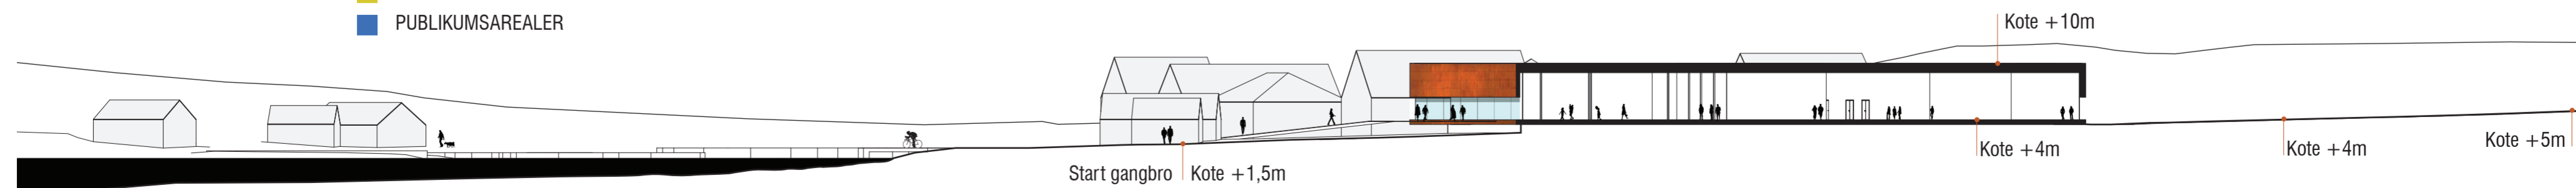 PUBLIKUMSAREALER
Kote +10m
Start gangbro
Kote +1,5m
Kote +4m
Kote +4m
Kote +5m